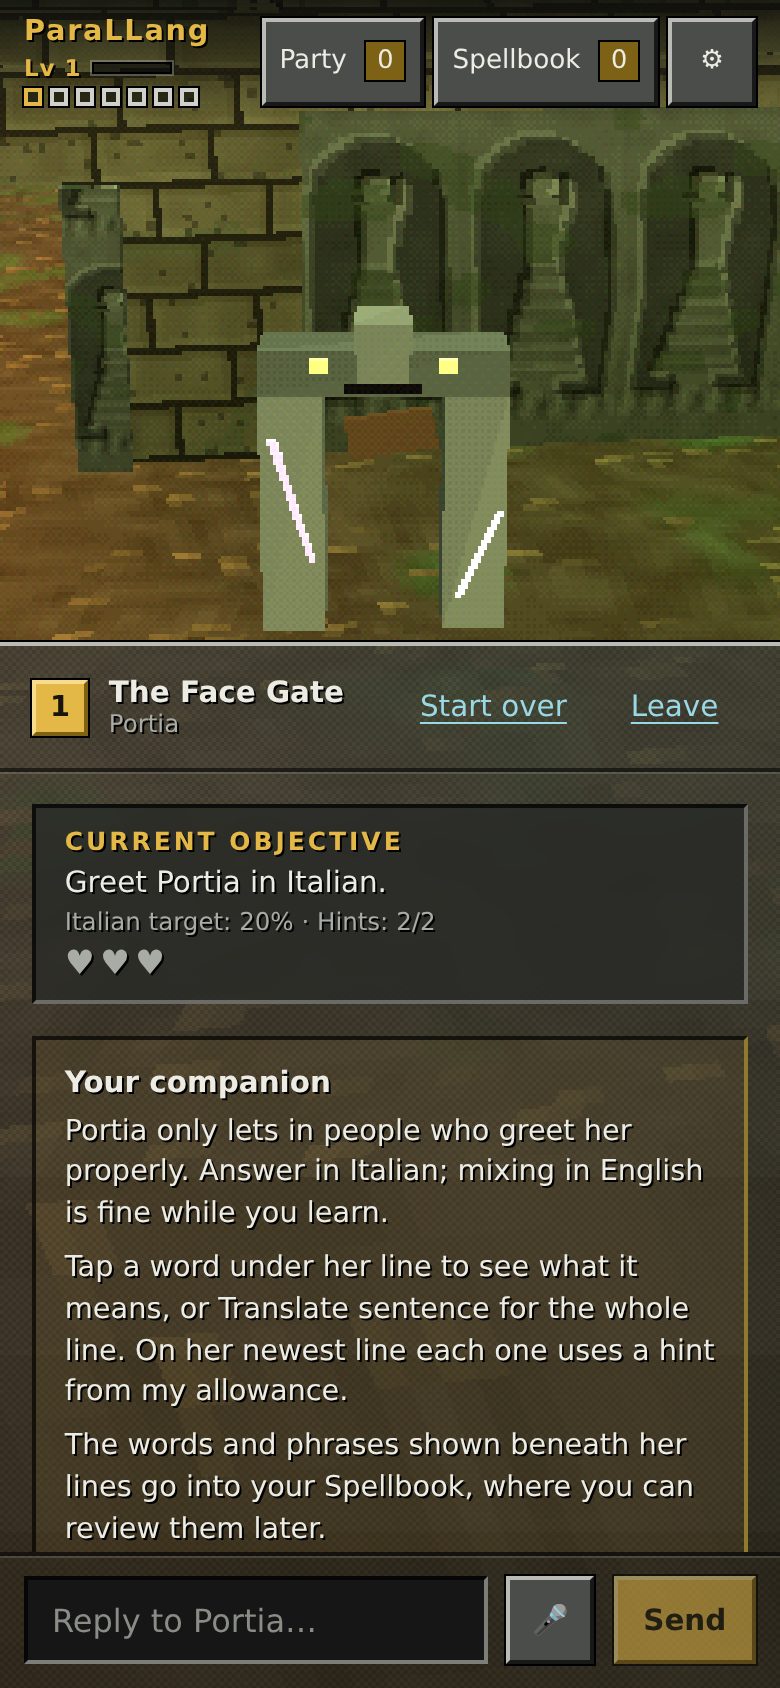 ParaLLang
Lv 1
Party 0
Spellbook 0
1
The Face Gate
Portia
Start over
Leave
CURRENT OBJECTIVE
Greet Portia in Italian.
Italian target: 20% · Hints: 2/2
Your companion
Portia only lets in people who greet her
properly. Answer in Italian; mixing in English
is fine while you learn.
Tap a word under her line to see what it
means, or Translate sentence for the whole
line. On her newest line each one uses a hint
from my allowance.
The words and phrases shown beneath her
lines go into your Spellbook, where you can
review them later.
Reply to Portia...
Send